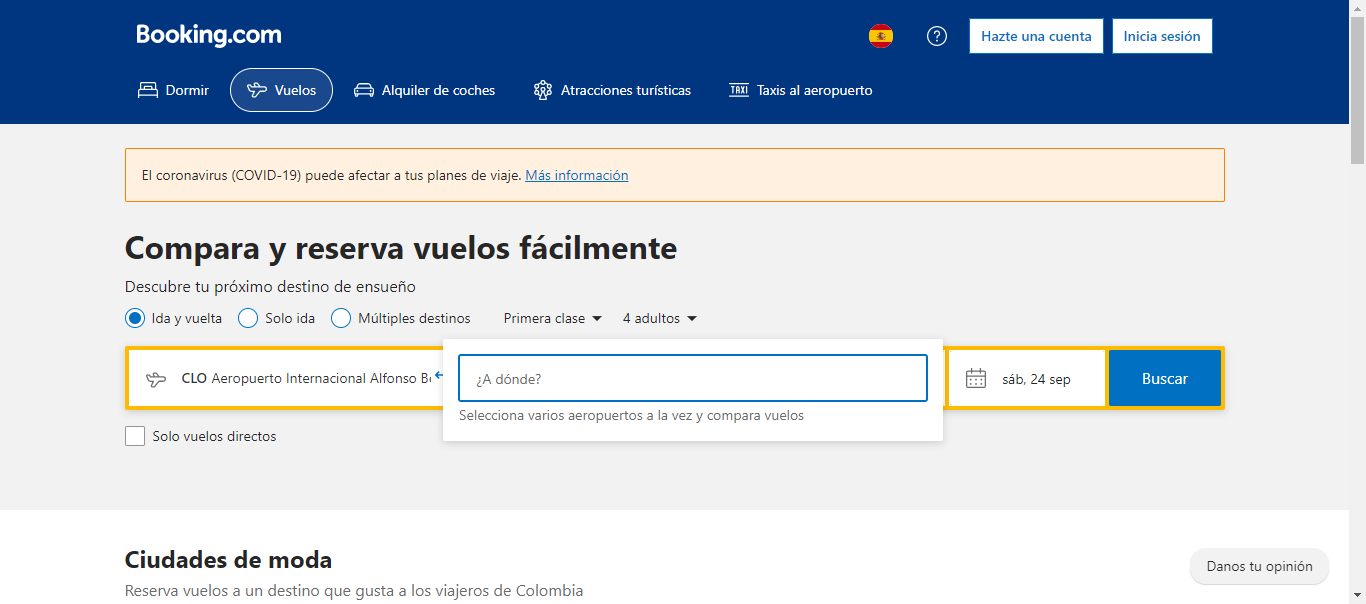 Booking.com
Hazte una cuenta
Inicia sesión
Dormir
Vuelos
Alquiler de coches
Atracciones turísticas
TAXI
Taxis al aeropuerto
El coronavirus (COVID-19) puede afectar a tus planes de viaje. Más información
Compara y reserva vuelos fácilmente
Descubre tu próximo destino de ensueño
Ida y vuelta
Solo ida
Múltiples destinos
Primera clase
4 adultos
CLO Aeropuerto Internacional Alfonso
¿A dónde?
Selecciona varios aeropuertos a la vez y compara vuelos
sáb, 24 sep
Buscar
Solo vuelos directos
Ciudades de moda
Reserva vuelos a un destino que gusta a los viajeros de Colombia
Danos tu opinión